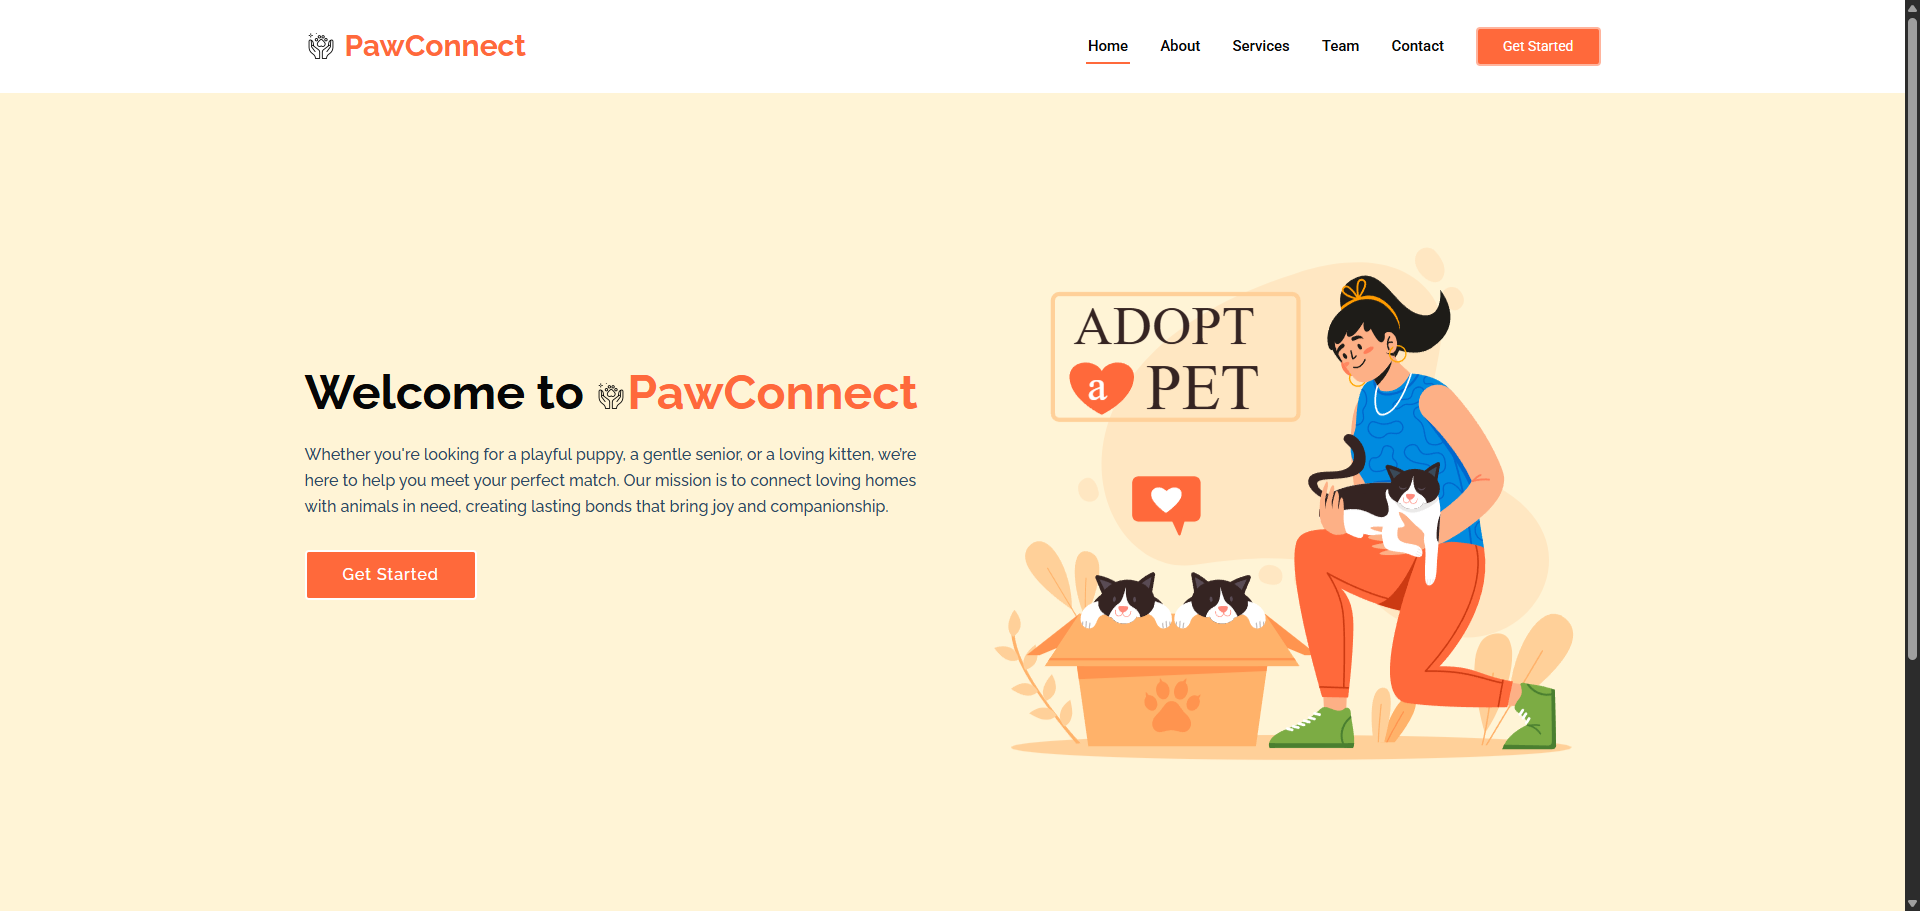 PawConnect
Home About Services Team Contact Get Started
ADOPT
a PET
Welcome to PawConnect
Whether you're looking for a playful puppy, a gentle senior, or a loving kitten, we're
here to help you meet your perfect match. Our mission is to connect loving homes
with animals in need, creating lasting bonds that bring joy and companionship.
Get Started